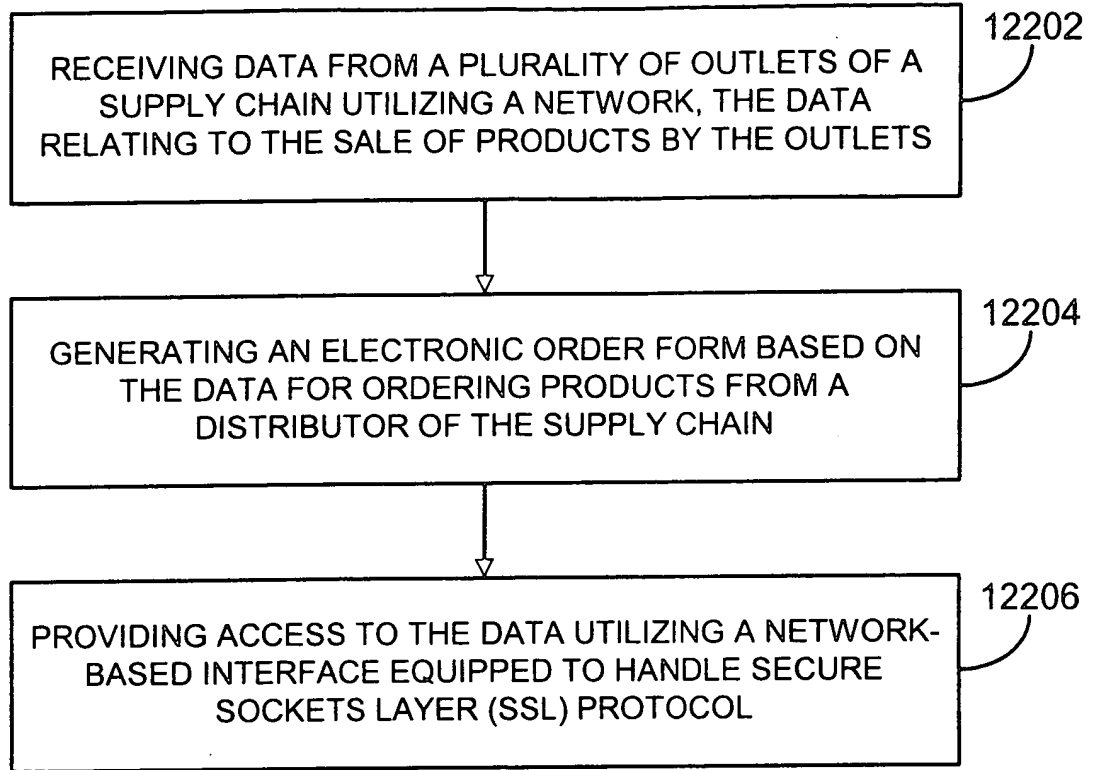 12202
RECEIVING DATA FROM A PLURALITY OF OUTLETS OF A
SUPPLY CHAIN UTILIZING A NETWORK, THE DATA
RELATING TO THE SALE OF PRODUCTS BY THE OUTLETS
12204
GENERATING AN ELECTRONIC ORDER FORM BASED ON
THE DATA FOR ORDERING PRODUCTS FROM A
DISTRIBUTOR OF THE SUPPLY CHAIN
12206
PROVIDING ACCESS TO THE DATA UTILIZING A NETWORK-
BASED INTERFACE EQUIPPED TO HANDLE SECURE
SOCKETS LAYER (SSL) PROTOCOL